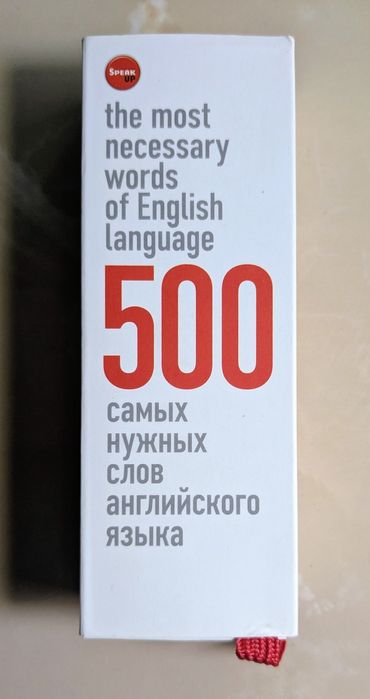 SPEAK
UP
the most
necessary
words
of English
language
500
самых
нужных
слов
английского
языка